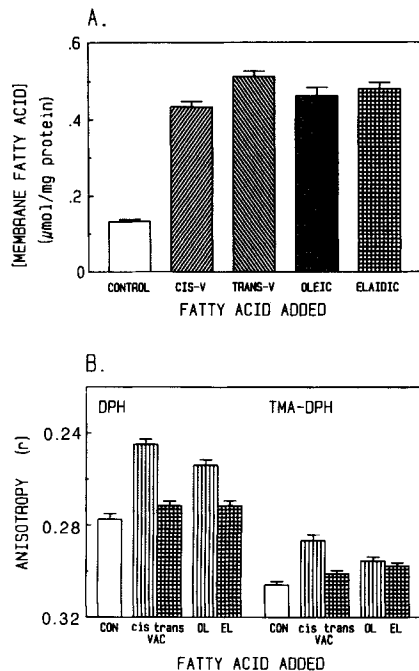 A.
[MEMBRANE FATTY ACID]
(μmol/mg protein)
.6
.4
.2
0
CONTROL CIS-V TRANS-V OLEIC ELAIDIC
FATTY ACID ADDED
B.
DPH TMA-DPH
ANISOTROPY (r)
0.24
0.28
0.32
CON cis trans OL EL CON cis trans OL EL
VAC VAC
FATTY ACID ADDED